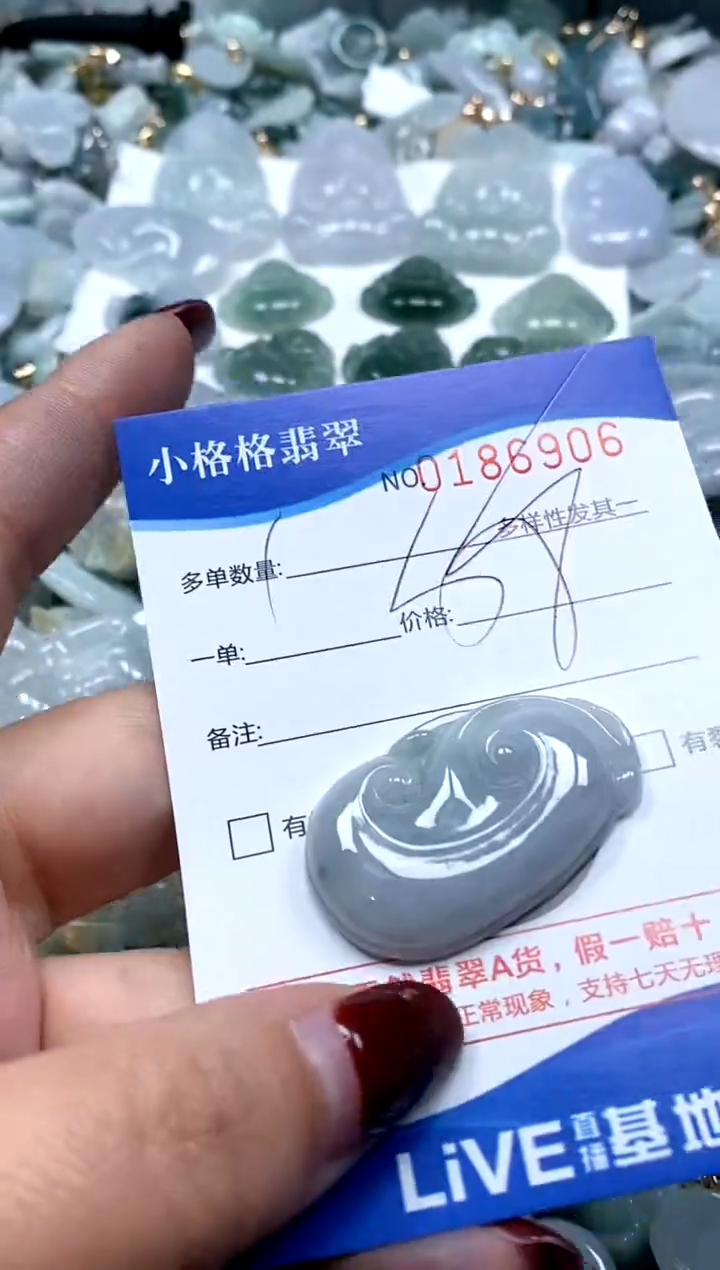 小格格翡翠
No.0186906
多样性发其一
多单数量:
一单: 价格:
备注:
有 有
翡翠A货，假一赔十
正常现象，支持七天无理
LiVE直播基地